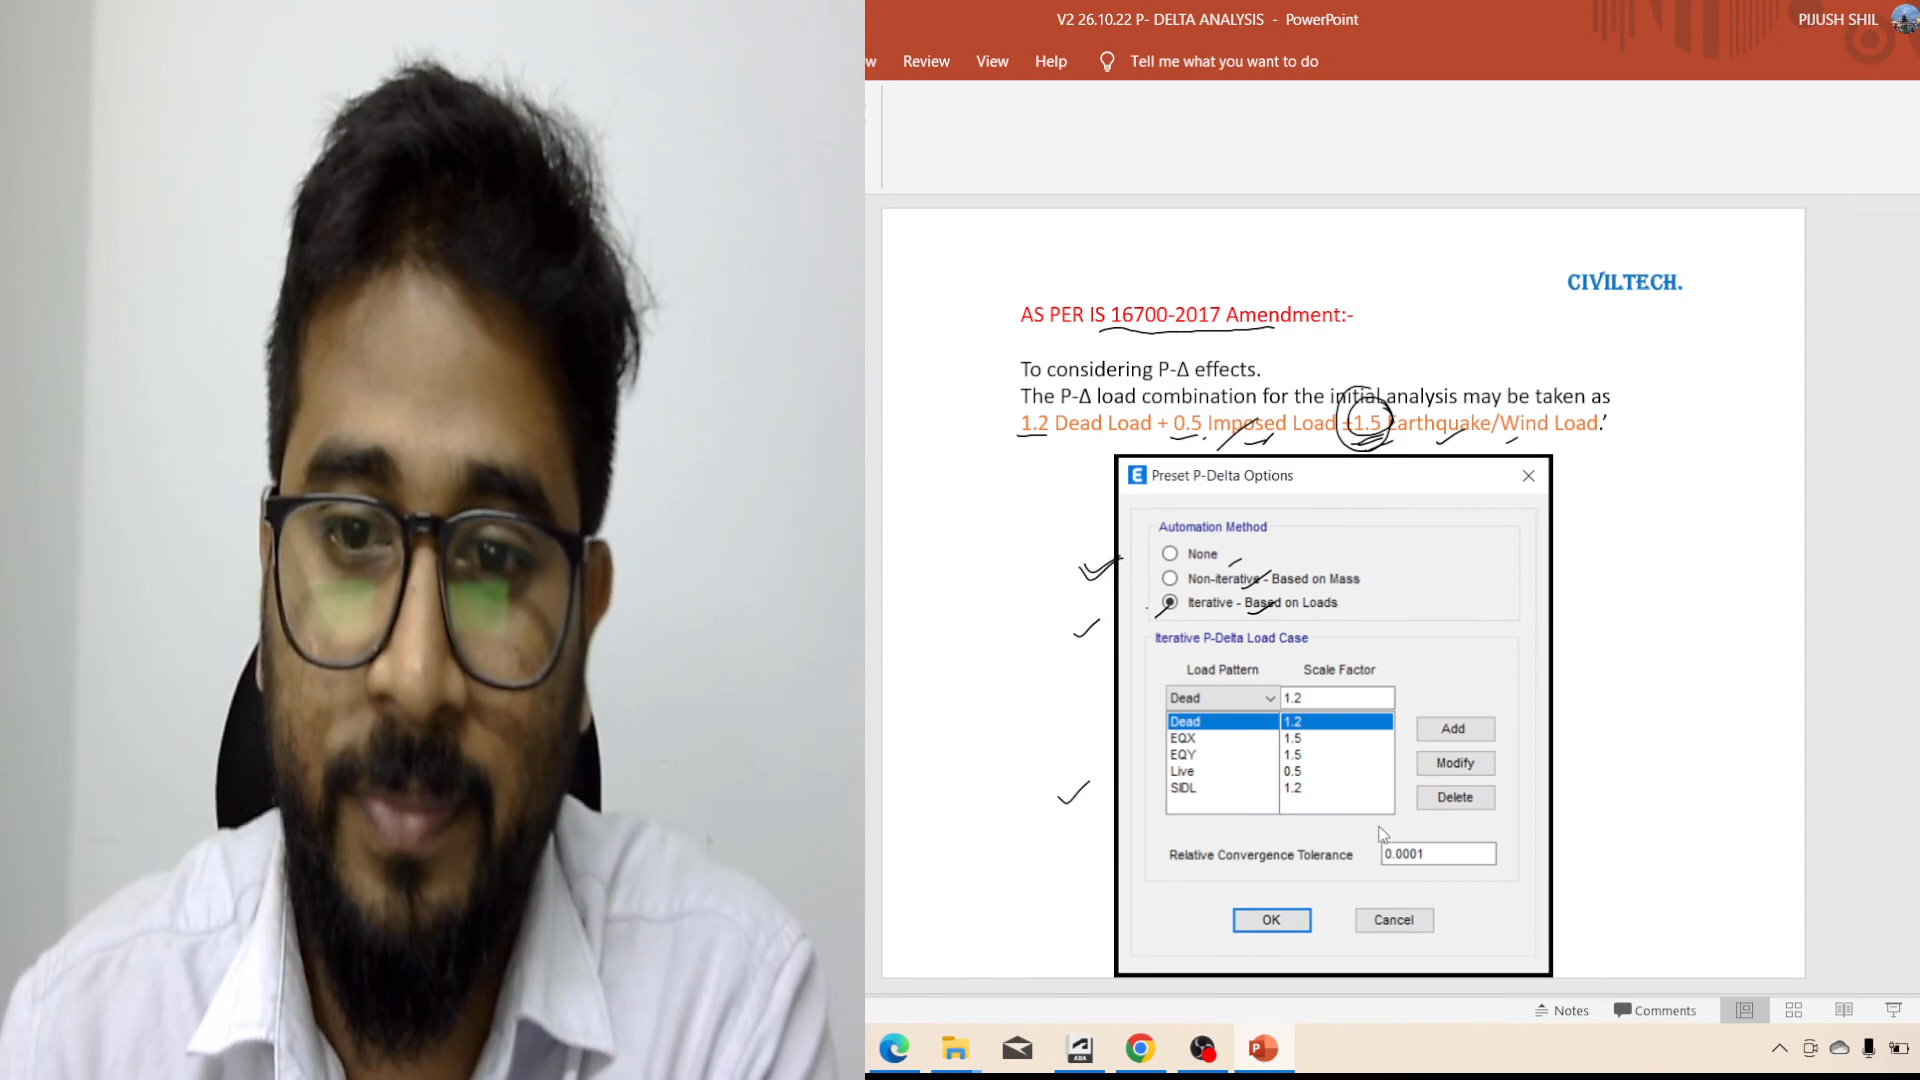 V2 26.10.22 P- DELTA ANALYSIS - PowerPoint
PIJUSH SHIL
w Review View Help Tell me what you want to do
CIVILTECH.
AS PER IS 16700-2017 Amendment:-
To considering P-Δ effects.
The P-Δ load combination for the initial analysis may be taken as
1.2 Dead Load + 0.5 Imposed Load ±1.5 Earthquake/Wind Load.’
E Preset P-Delta Options
Automation Method
None
Non-iterative - Based on Mass
Iterative - Based on Loads
Iterative P-Delta Load Case
Load Pattern Scale Factor
Dead 1.2
Dead 1.2
EQX 1.5
EQY 1.5
Live 0.5
SIDL 1.2
Add
Modify
Delete
Relative Convergence Tolerance 0.0001
OK Cancel
Notes Comments
ADA
P